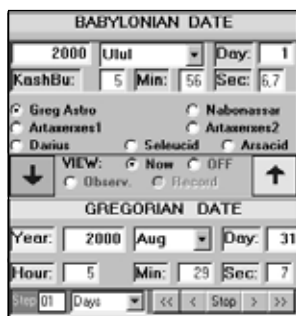 BABYLONIAN DATE
2000 Ulul Day: 1
KashBu: 5 Min: 56 Sec: 6,7
Greg Astro Nabonassar
Artaxerxes1 Artaxerxes2
Darius Seleucid Arsacid
VIEW: Now OFF
Observ. Record
GREGORIAN DATE
Year: 2000 Aug Day: 31
Hour: 5 Min: 29 Sec: 7
Step 01 Days << < Stop > >>